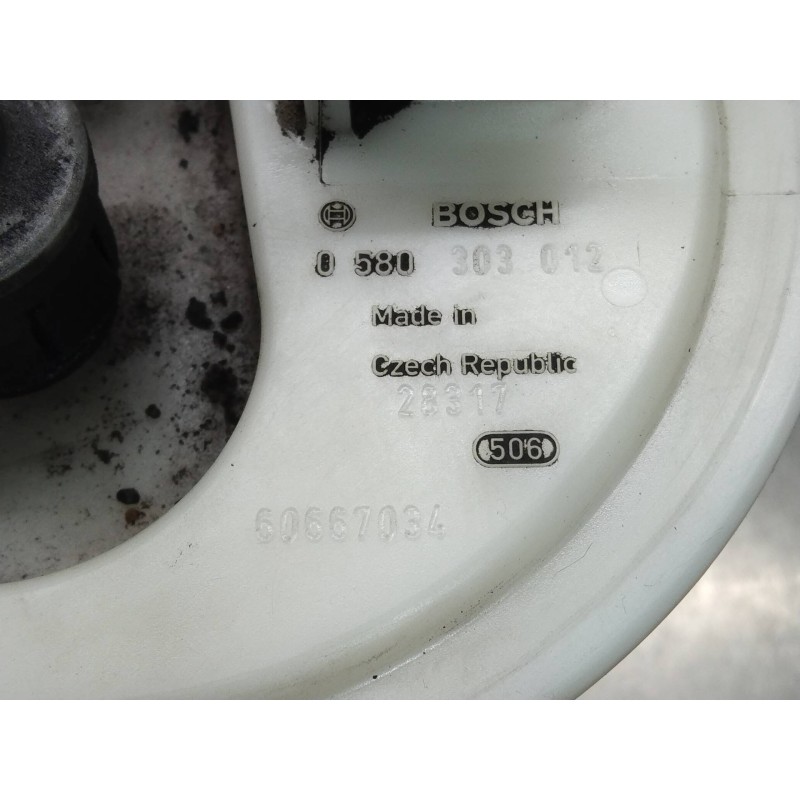 BOSCH
0 580 303 012
Made in
Czech Republic
28317
506
60667034